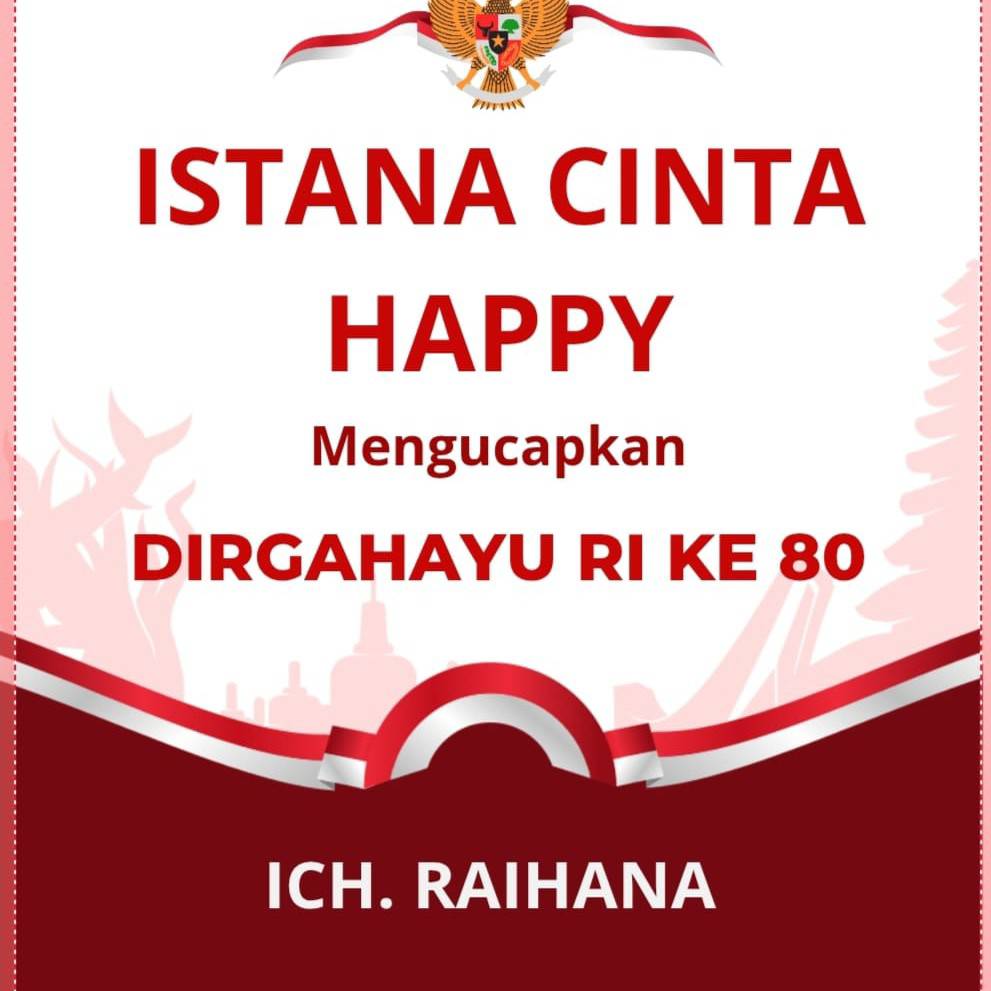 ISTANA CINTA
HAPPY
Mengucapkan
DIRGAHAYU RI KE 80
ICH. RAIHANA